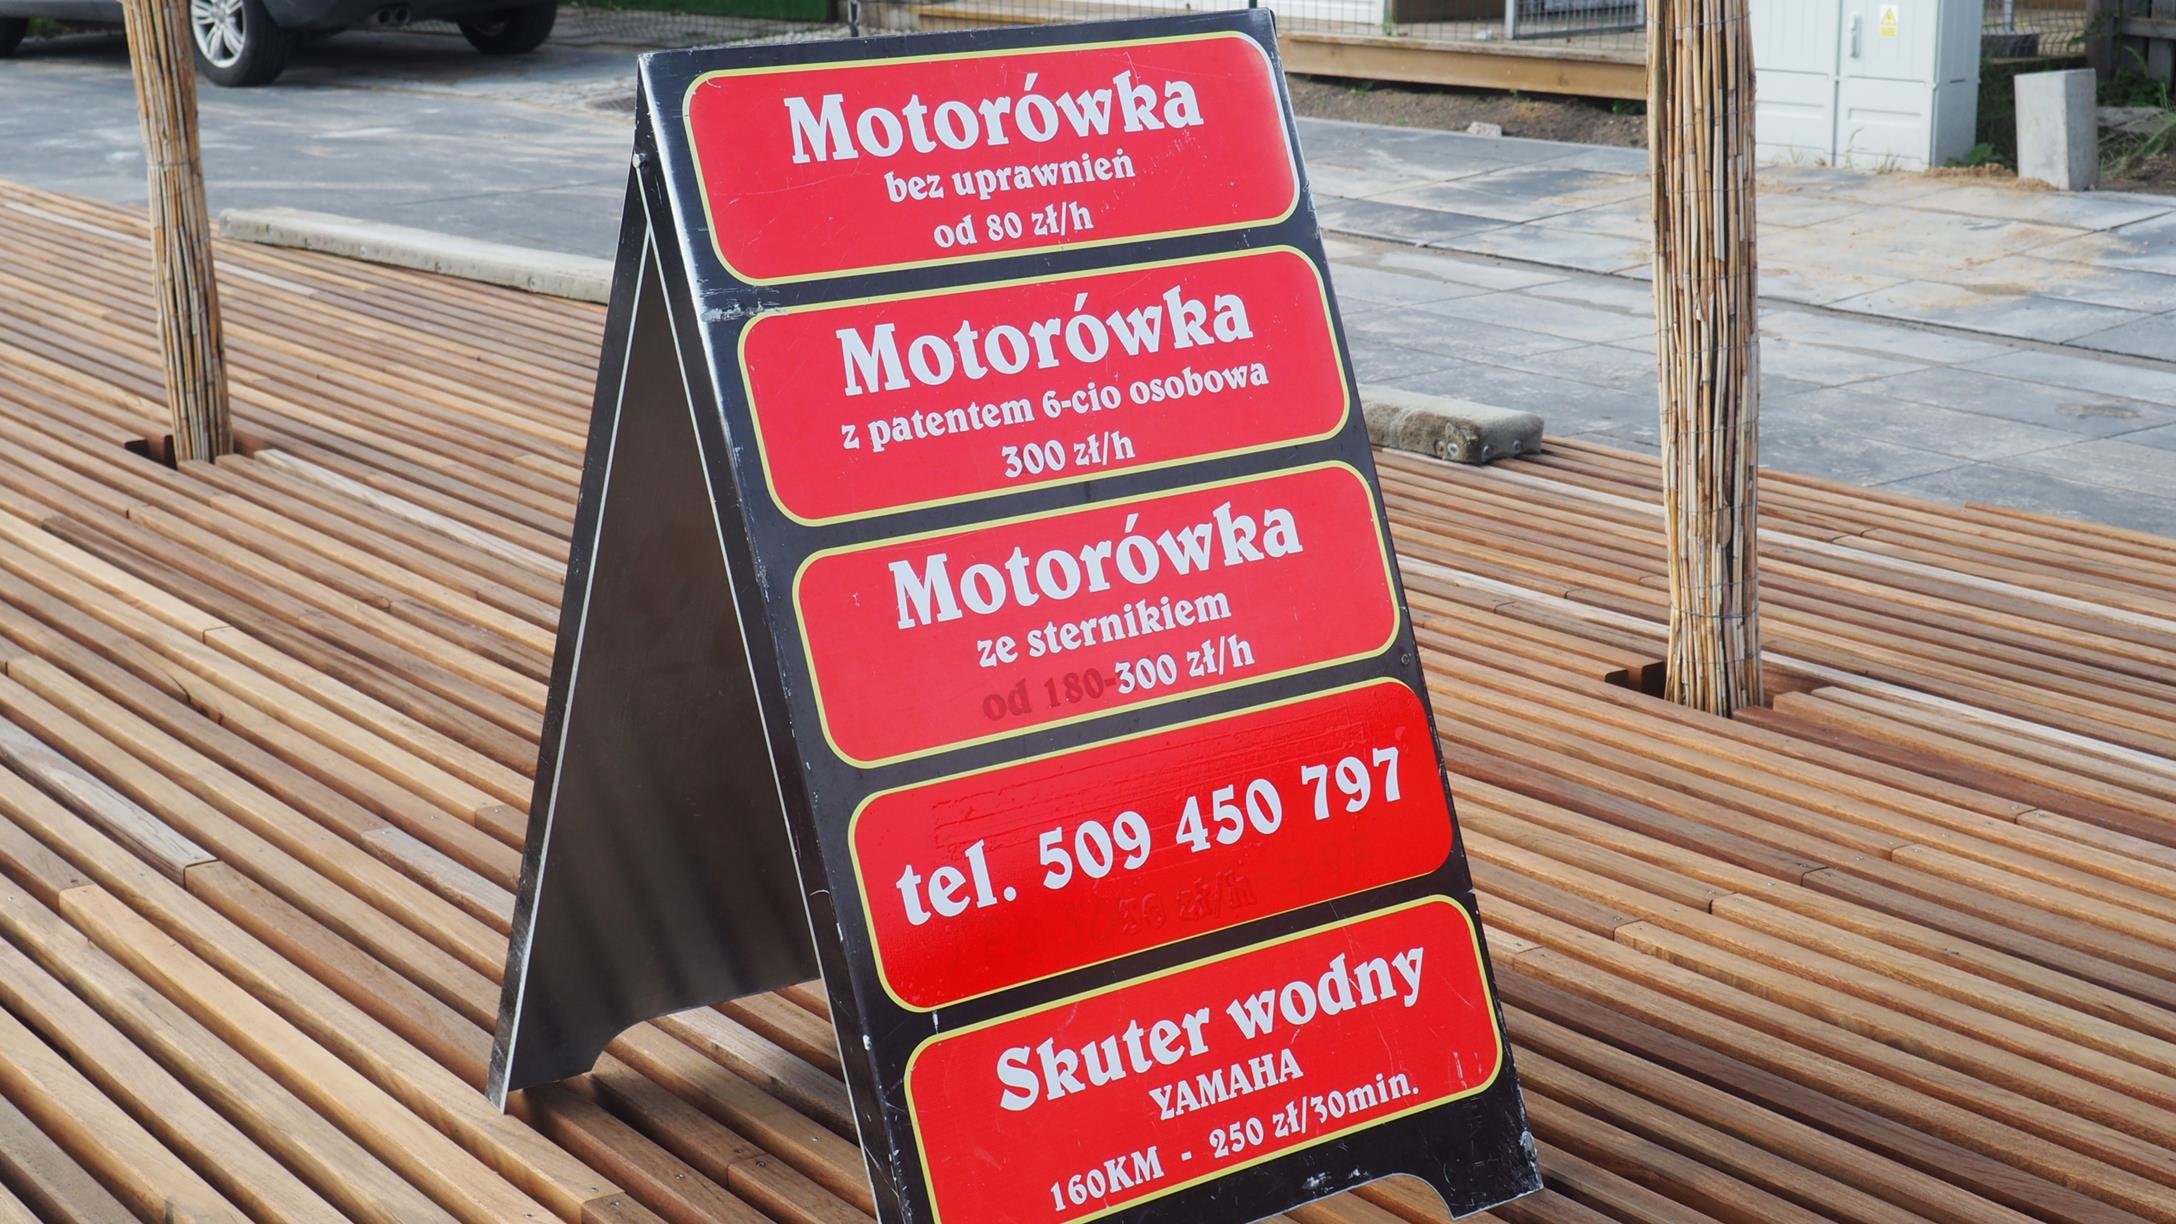 Motorówka
bez uprawnień
od 80 zł/h
Motorówka
z patentem 6-cio osobowa
300 zł/h
Motorówka
ze sternikiem
od 180-300 zł/h
tel. 509 450 797
Skuter wodny
YAMAHA
160KM - 250 zł/30min.